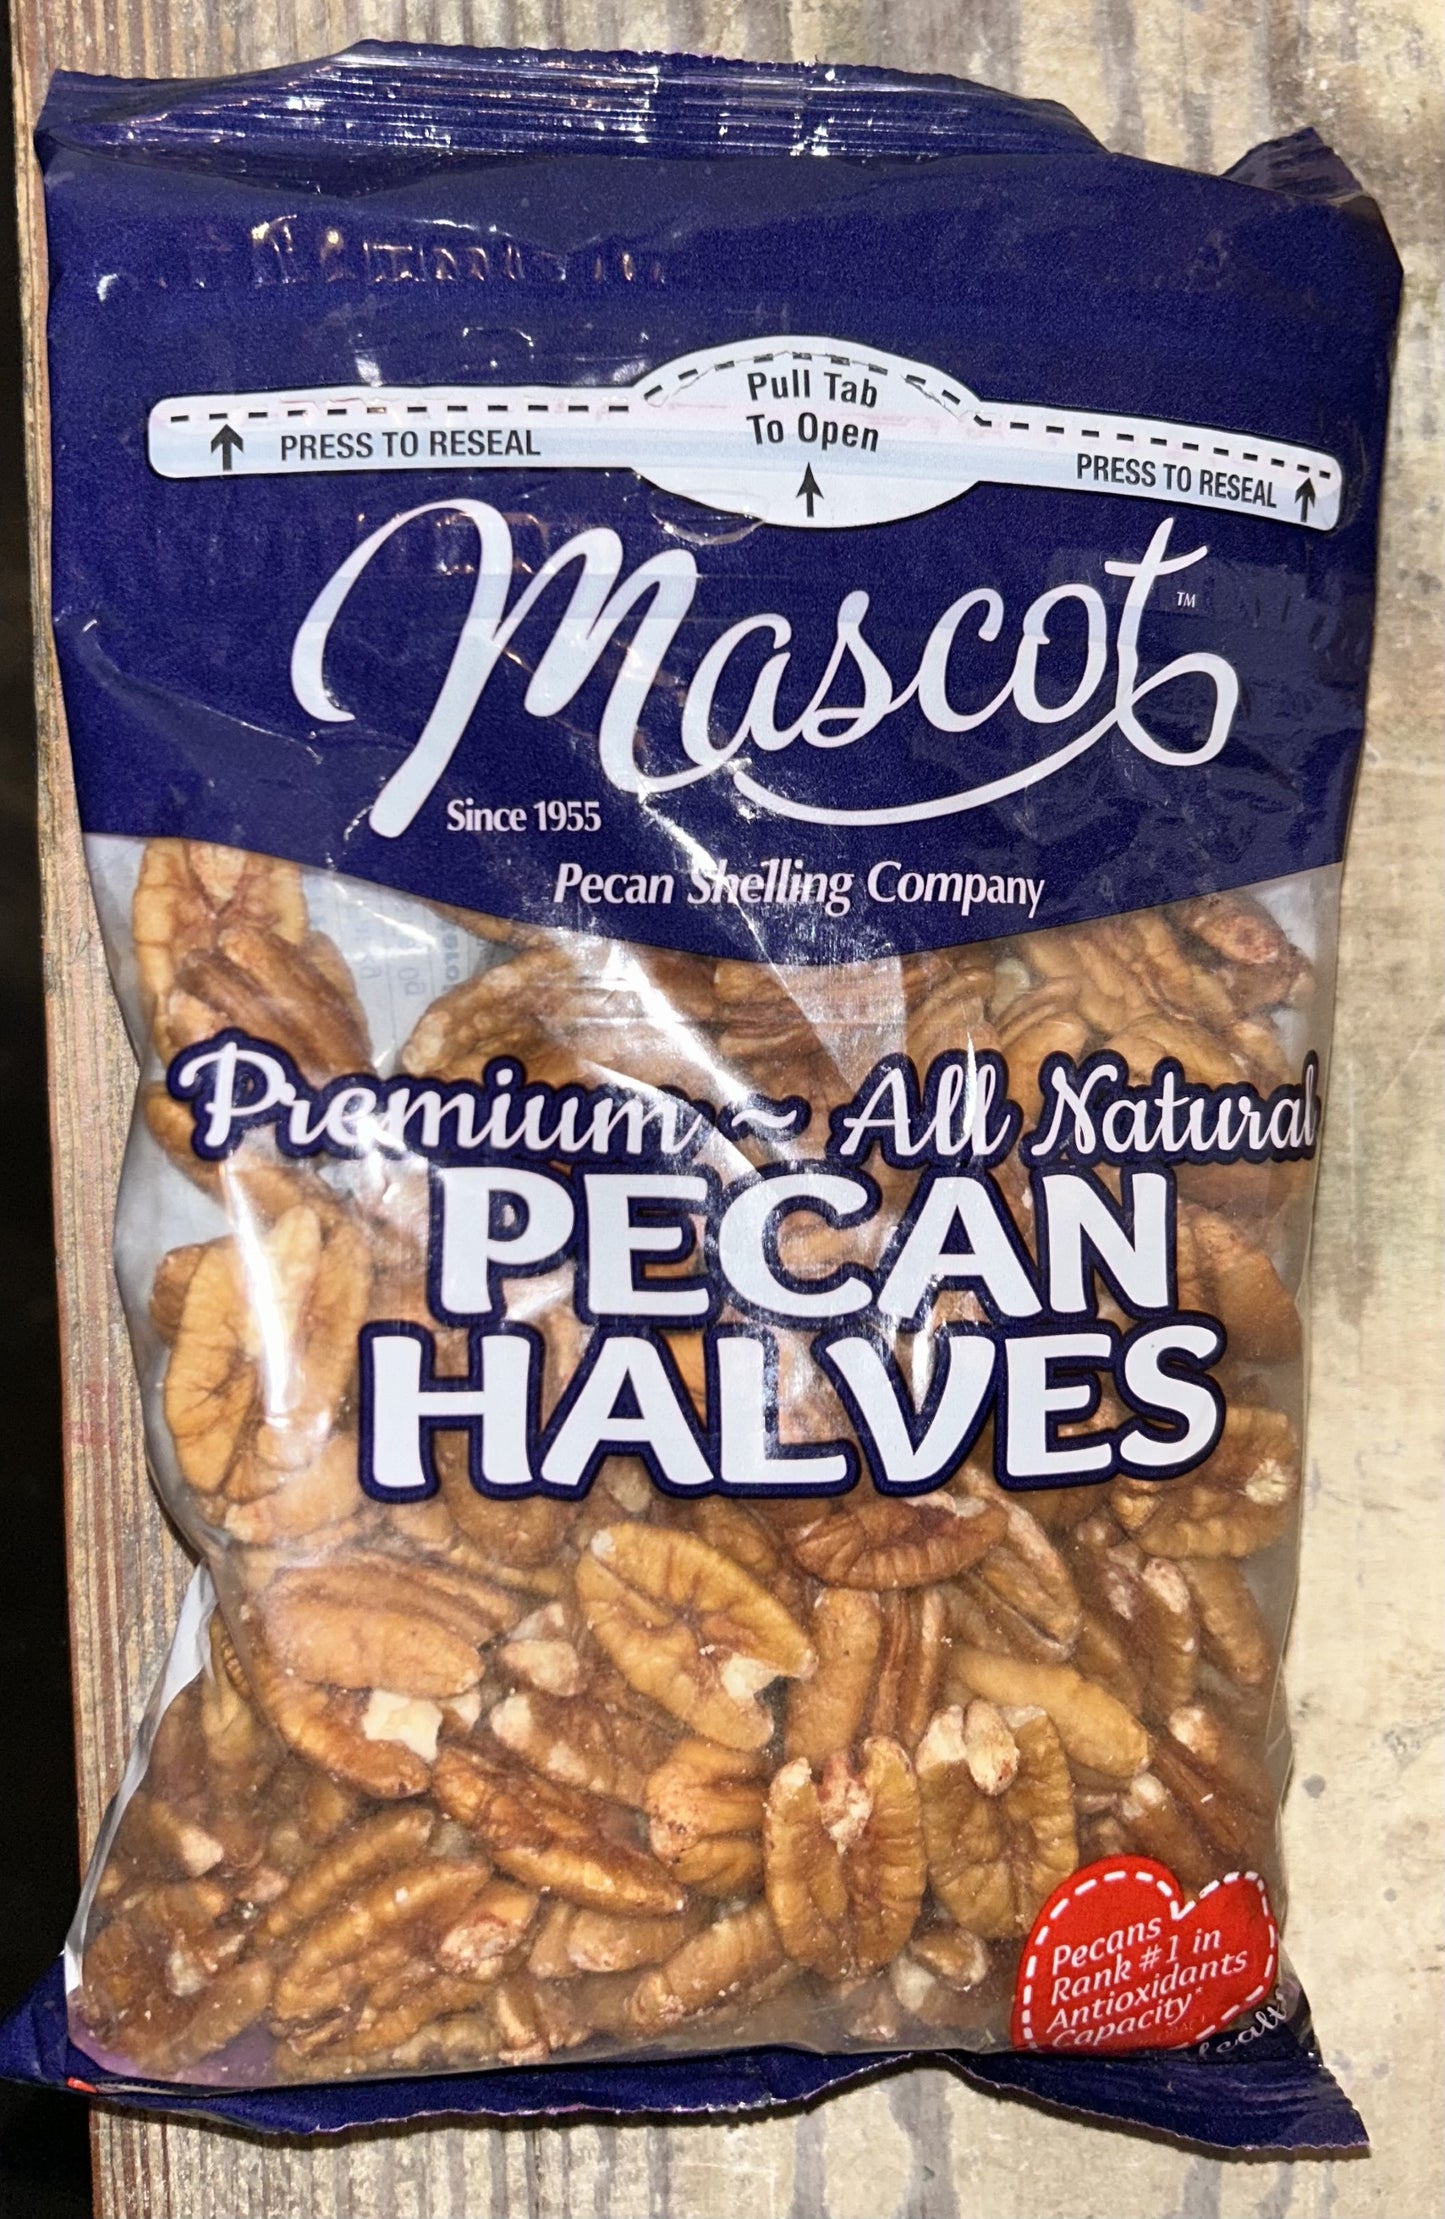 Pull Tab
To Open
PRESS TO RESEAL
PRESS TO RESEAL
Mascot™
Since 1955
Pecan Shelling Company
Premium ~ All Natural
PECAN
HALVES
Pecans
Rank #1 in
Antioxidants
Capacity*